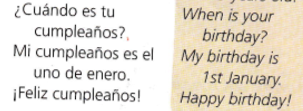 ¿Cuándo es tu
cumpleaños?
Mi cumpleaños es el
uno de enero.
¡Feliz cumpleaños!
When is your
birthday?
My birthday is
1st January.
Happy birthday!